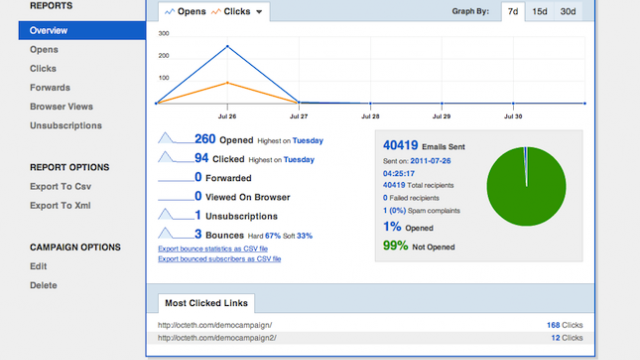 REPORTS
Overview
Opens
Clicks
Forwards
Browser Views
Unsubscriptions
REPORT OPTIONS
Export To Csv
Export To Xml
CAMPAIGN OPTIONS
Edit
Delete
Opens Clicks
Graph By: 7d 15d 30d
300
200
100
Jul 26 Jul 27 Jul 28 Jul 29 Jul 30
260 Opened Highest on Tuesday
94 Clicked Highest on Tuesday
0 Forwarded
0 Viewed On Browser
1 Unsubscriptions
3 Bounces Hard 67% Soft 33%
Export bounce statistics as CSV file
Export bounced subscribers as CSV file
40419 Emails Sent
Sent on: 2011-07-26
04:25:17
40419 Total recipients
0 Failed recipients
1 (0%) Spam complaints
1% Opened
99% Not Opened
Most Clicked Links
http://octeth.com/democampaign/ 168 Clicks
http://octeth.com/democampaign2/ 12 Clicks